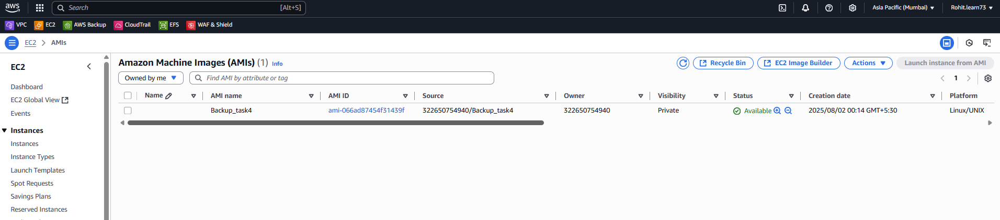 aws Search [Alt+S] Asia Pacific (Mumbai) Rohit.learn73
VPC EC2 AWS Backup CloudTrail EFS WAF & Shield
EC2 AMIs
EC2
Dashboard
EC2 Global View
Events
Instances
Instances
Instance Types
Launch Templates
Spot Requests
Savings Plans
Reserved Instances
Amazon Machine Images (AMIs) (1) Info Recycle Bin EC2 Image Builder Actions Launch instance from AMI
Owned by me Find AMI by attribute or tag 1
Name AMI name AMI ID Source Owner Visibility Status Creation date Platform
Backup_task4 ami-066ad87454f31439f 322650754940/Backup_task4 322650754940 Private Available 2025/08/02 00:14 GMT+5:30 Linux/UNIX